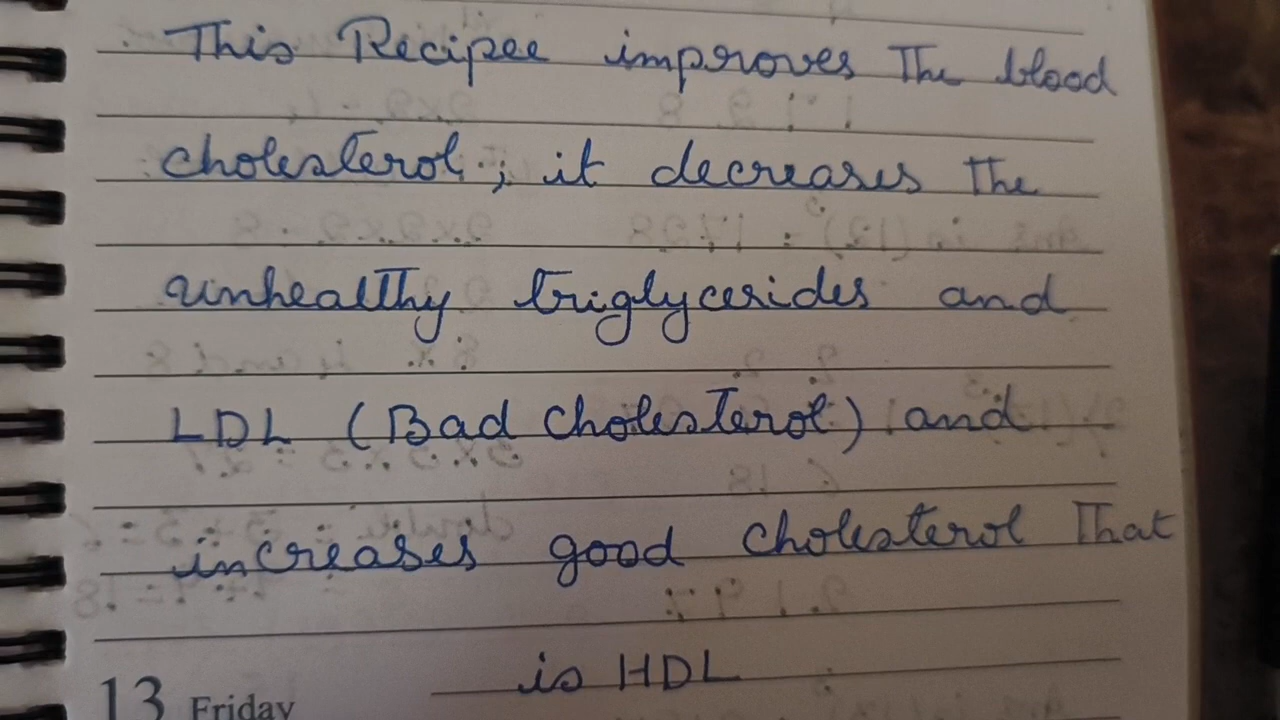 This Recipee improves The blood
cholesterol ; it decreases The
unhealthy triglycerides and
LDL (Bad cholesterol) and
increases good cholesterol That
is HDL
13 Friday